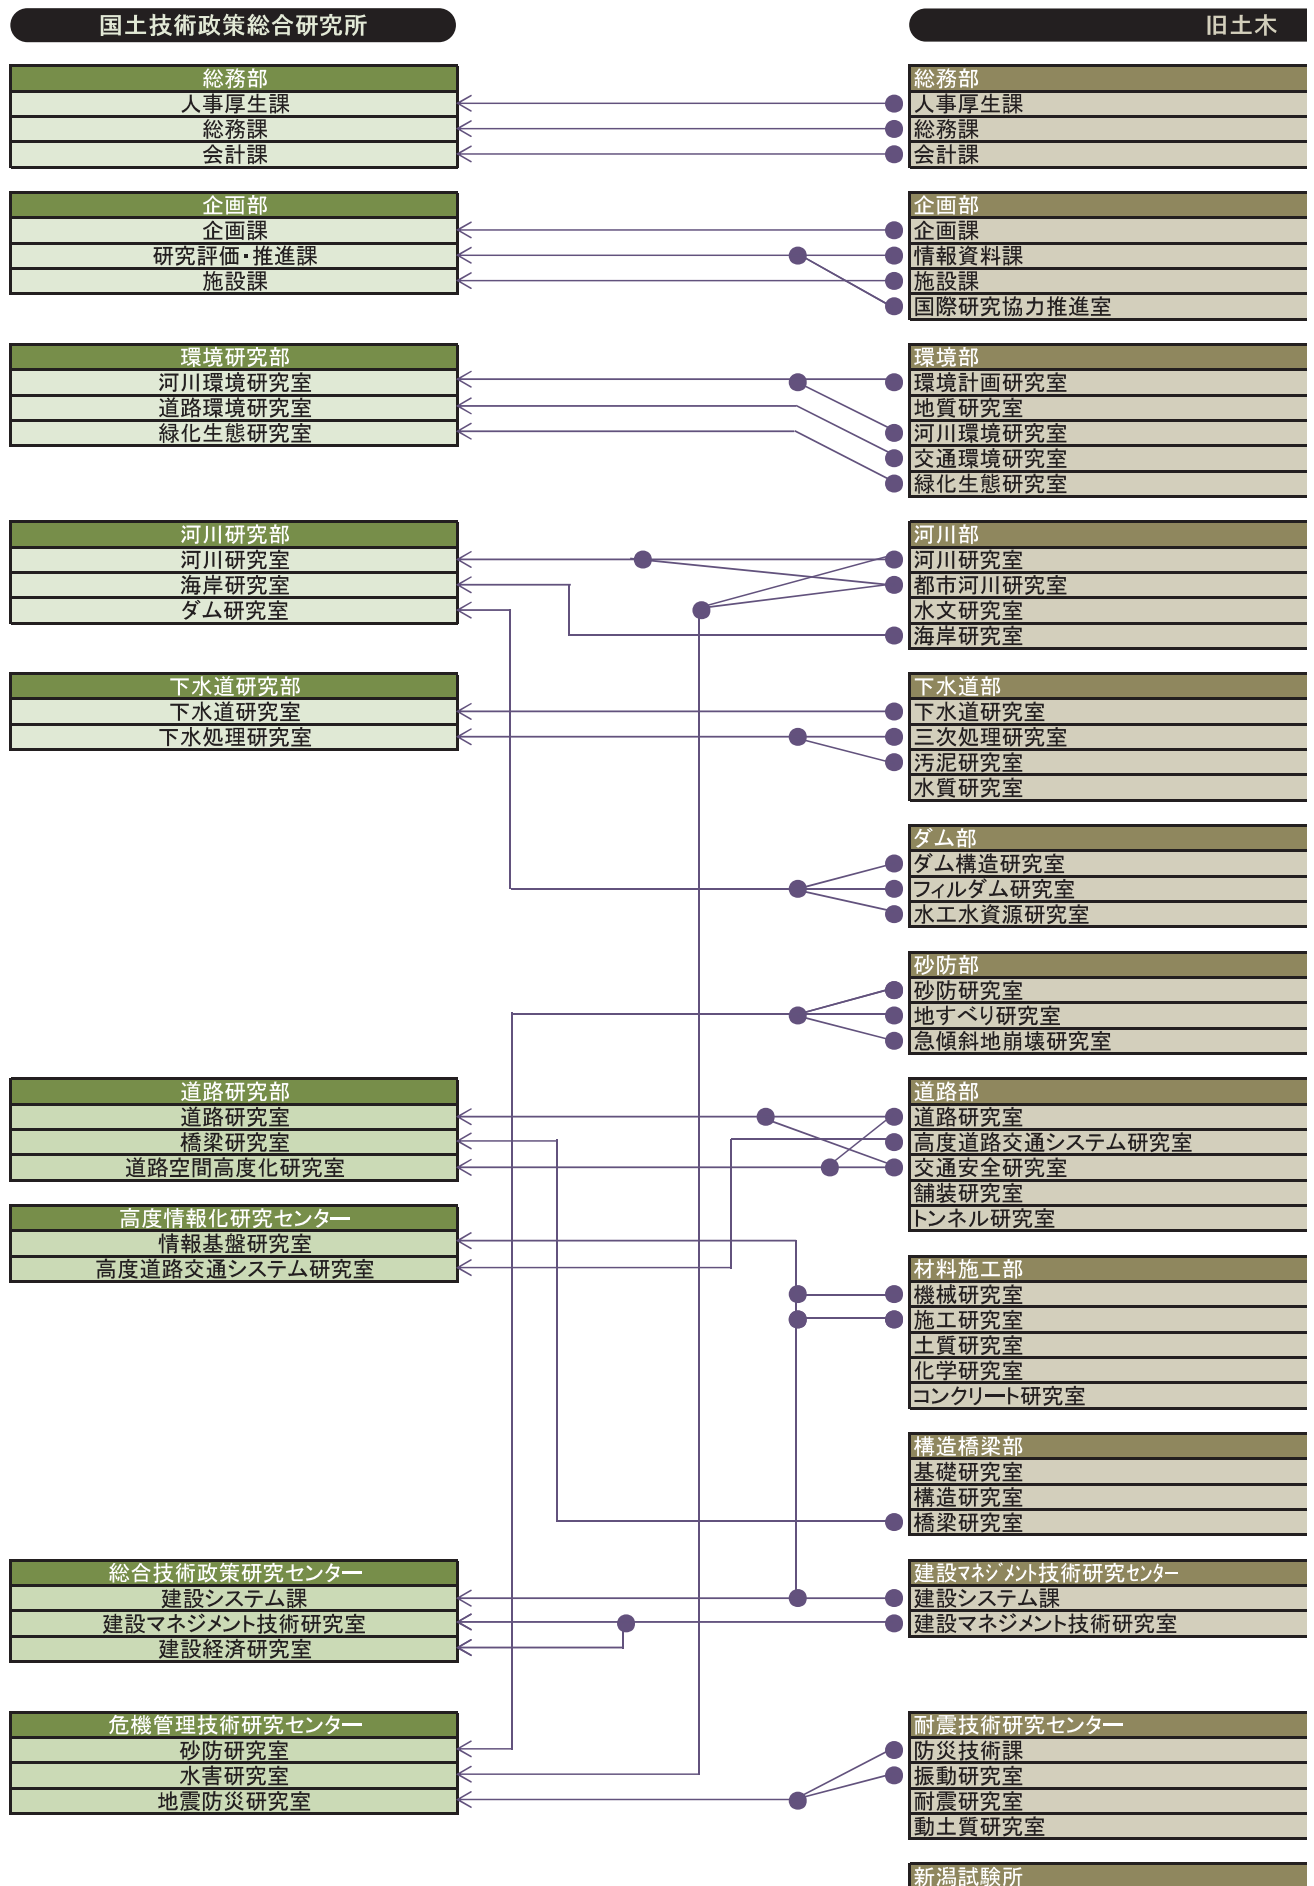 国土技術政策総合研究所
総務部
人事厚生課
総務課
会計課
企画部
企画課
研究評価・推進課
施設課
環境研究部
河川環境研究室
道路環境研究室
緑化生態研究室
河川研究部
河川研究室
海岸研究室
ダム研究室
下水道研究部
下水道研究室
下水処理研究室
道路研究部
道路研究室
橋梁研究室
道路空間高度化研究室
高度情報化研究センター
情報基盤研究室
高度道路交通システム研究室
総合技術政策研究センター
建設システム課
建設マネジメント技術研究室
建設経済研究室
危機管理技術研究センター
砂防研究室
水害研究室
地震防災研究室
旧土木
総務部
人事厚生課
総務課
会計課
企画部
企画課
情報資料課
施設課
国際研究協力推進室
環境部
環境計画研究室
地質研究室
河川環境研究室
交通環境研究室
緑化生態研究室
河川部
河川研究室
都市河川研究室
水文研究室
海岸研究室
下水道部
下水道研究室
三次処理研究室
汚泥研究室
水質研究室
ダム部
ダム構造研究室
フィルダム研究室
水工水資源研究室
砂防部
砂防研究室
地すべり研究室
急傾斜地崩壊研究室
道路部
道路研究室
高度道路交通システム研究室
交通安全研究室
舗装研究室
トンネル研究室
材料施工部
機械研究室
施工研究室
土質研究室
化学研究室
コンクリート研究室
構造橋梁部
基礎研究室
構造研究室
橋梁研究室
建設マネジメント技術研究センター
建設システム課
建設マネジメント技術研究室
耐震技術研究センター
防災技術課
振動研究室
耐震研究室
動土質研究室
新潟試験所